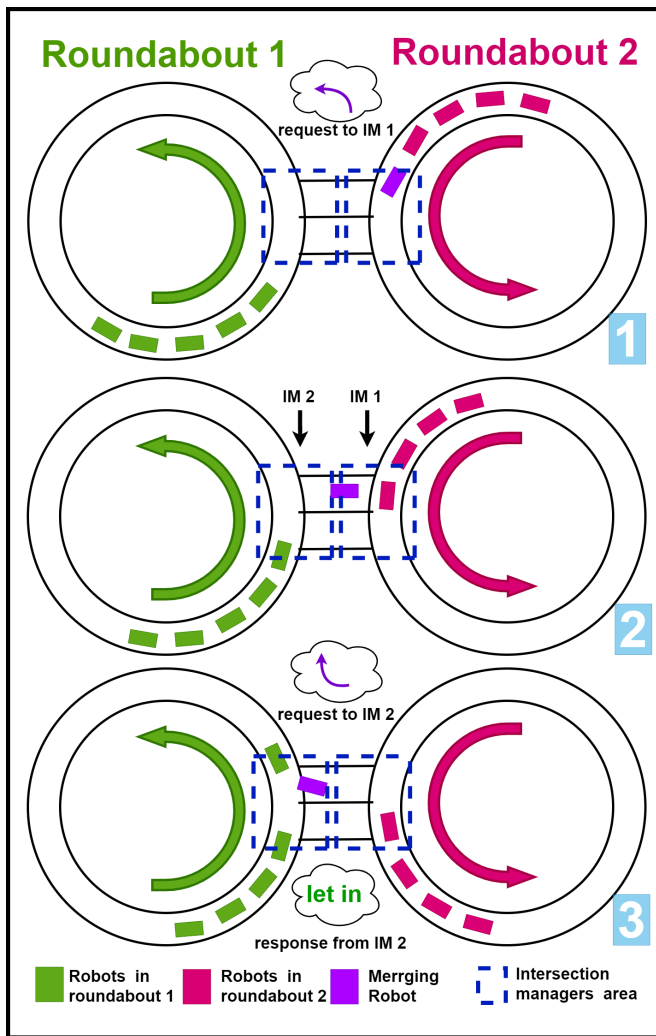 Roundabout 1
Roundabout 2
request to IM 1
1
IM 2
IM 1
2
request to IM 2
let in
response from IM 2
3
Robots in
roundabout 1
Robots in
roundabout 2
Merrging
Robot
Intersection
managers area